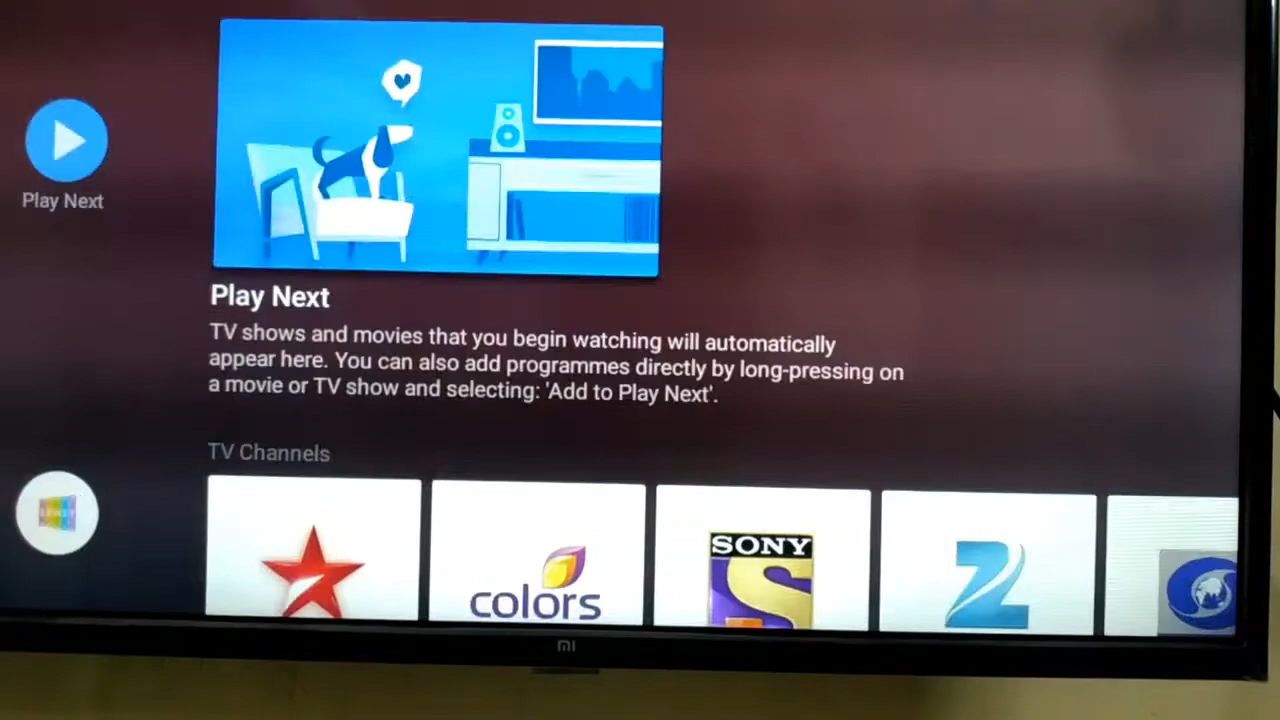 Play Next
Play Next
TV shows and movies that you begin watching will automatically
appear here. You can also add programmes directly by long-pressing on
a movie or TV show and selecting: 'Add to Play Next'.
TV Channels
colors
SONY
mi